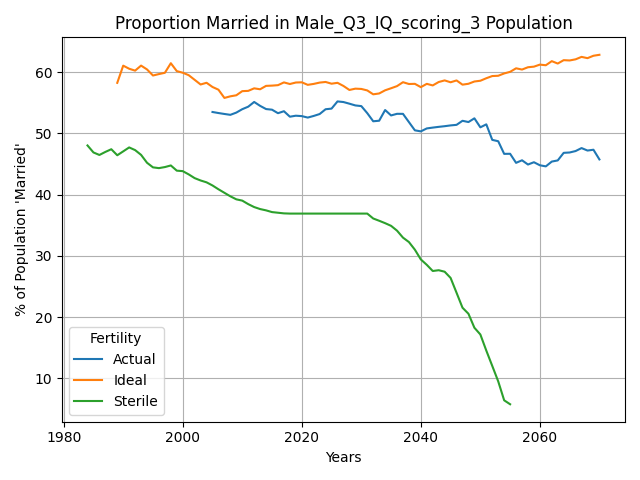 Proportion Married in Male_Q3_IQ_scoring_3 Population
% of Population 'Married'
60
50
40
30
20
10
Fertility
Actual
Ideal
Sterile
1980
2000
2020
2040
2060
Years